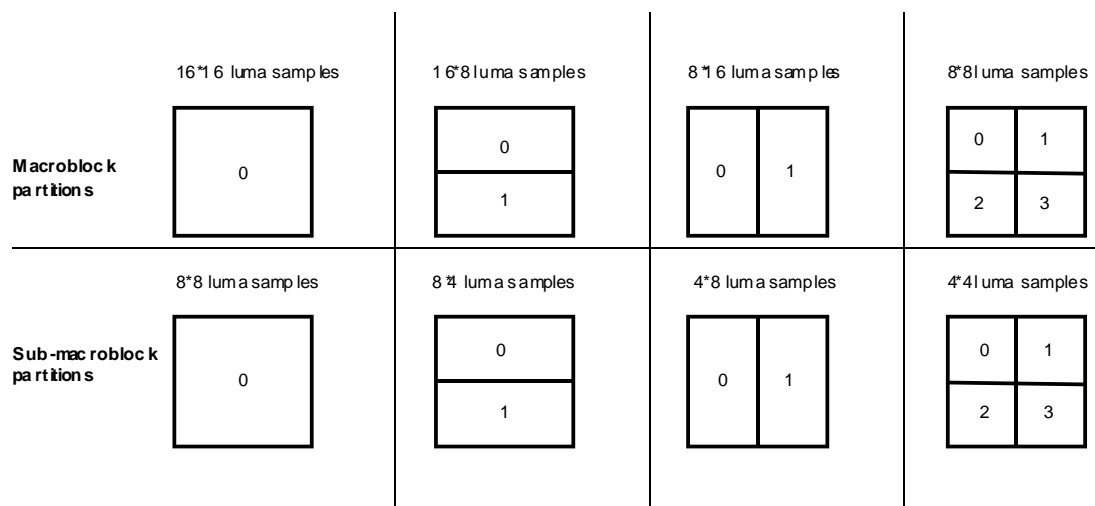 16*16 luma samples 16*8 luma samples 8*16 luma samples 8*8 luma samples
Macroblock
partitions
0
0
1
0 1
0 1
2 3
8*8 luma samples 8*4 luma samples 4*8 luma samples 4*4 luma samples
Sub-macroblock
partitions
0
0
1
0 1
0 1
2 3